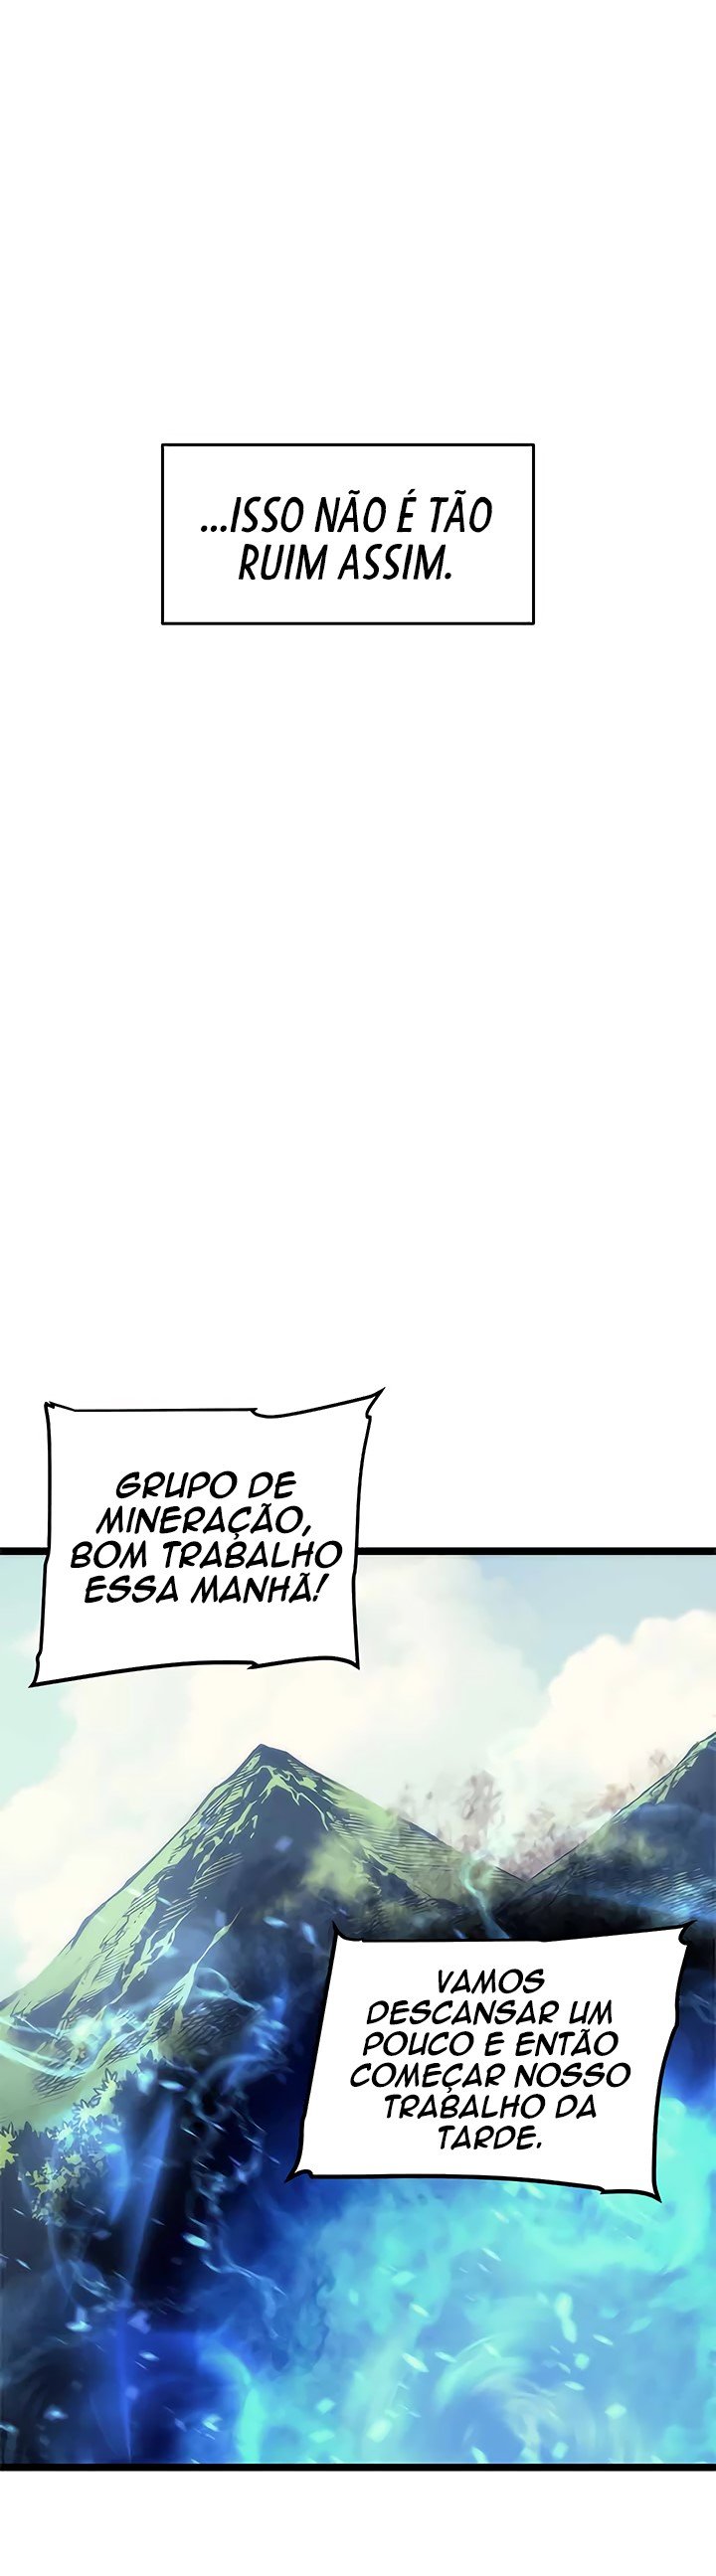 ...ISSO NÃO É TÃO
RUIM ASSIM.
GRUPO DE
MINERAÇÃO,
BOM TRABALHO
ESSA MANHÃ!
VAMOS
DESCANSAR UM
POUCO E ENTÃO
COMEÇAR NOSSO
TRABALHO DA
TARDE.